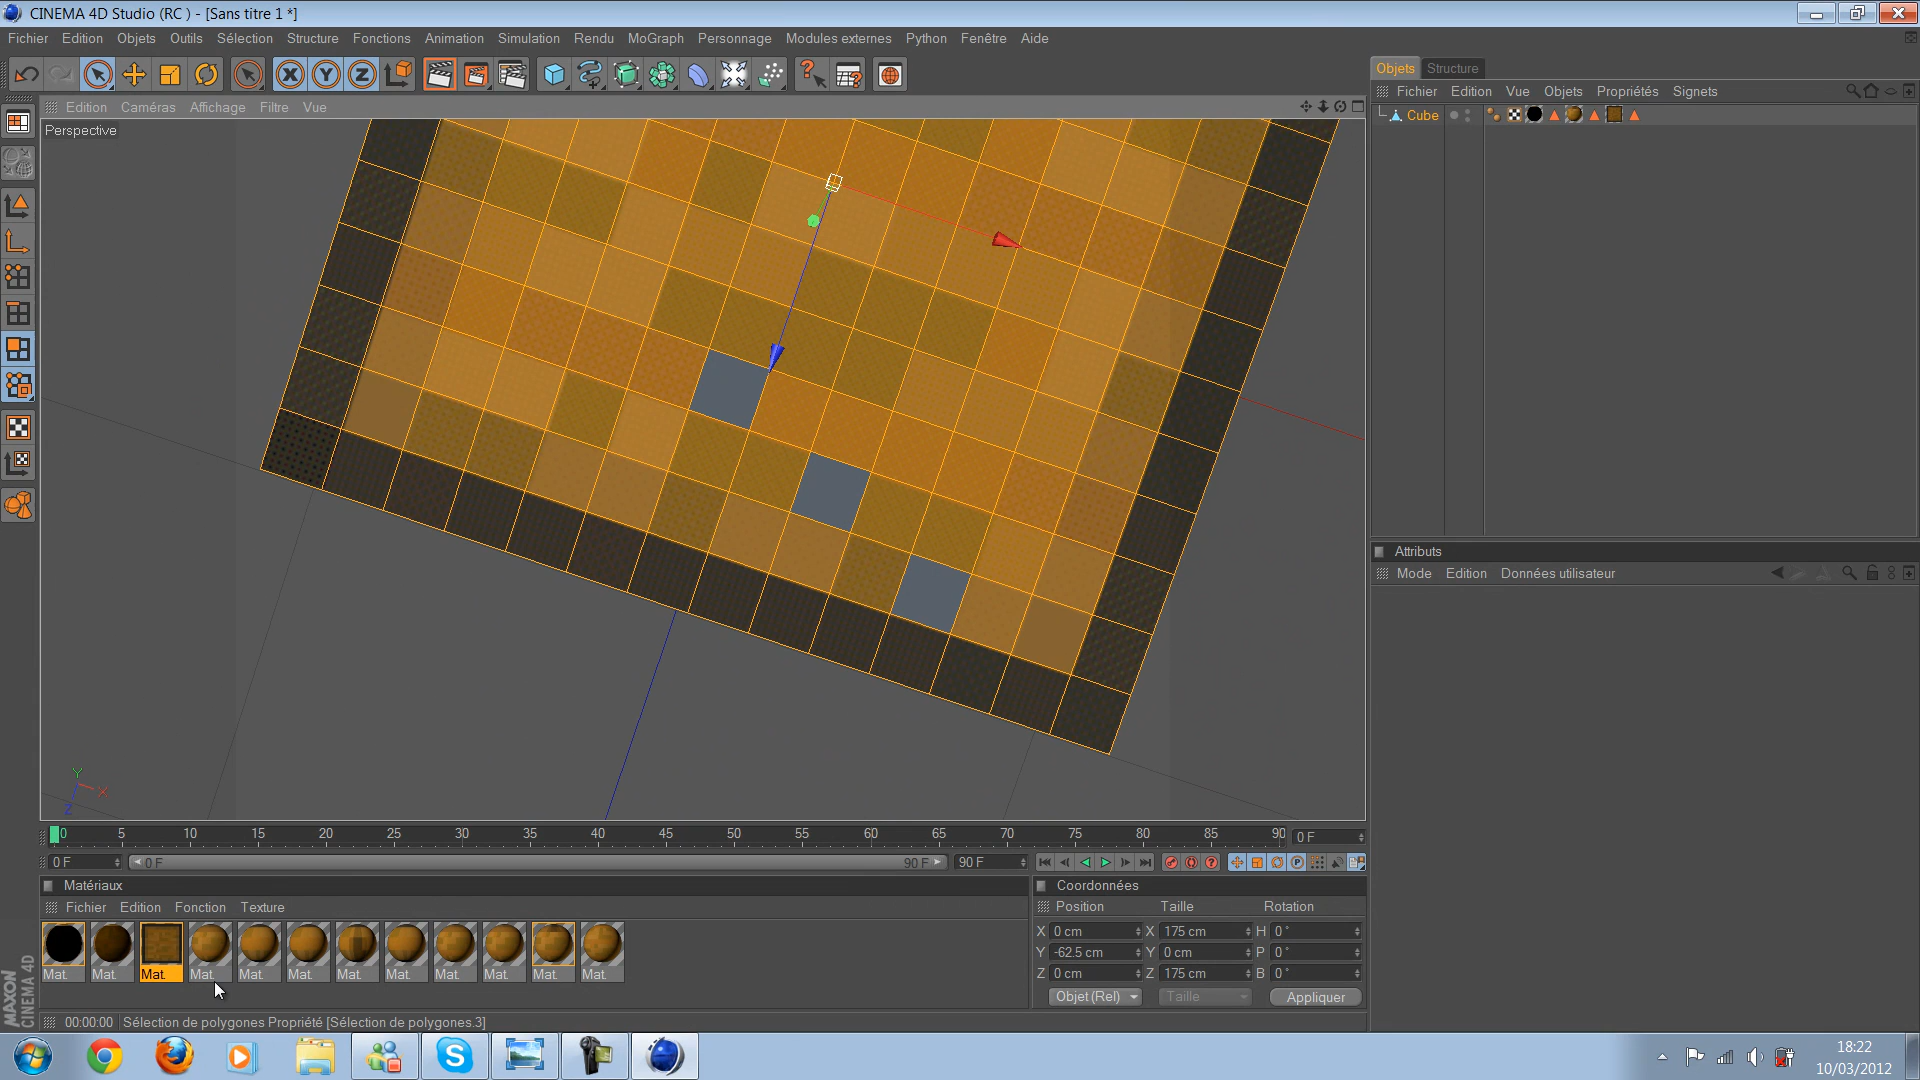 CINEMA 4D Studio (RC ) - [Sans titre 1 *]
Fichier Edition Objets Outils Sélection Structure Fonctions Animation Simulation Rendu MoGraph Personnage Modules externes Python Fenêtre Aide
Objets Structure
Fichier Edition Vue Objets Propriétés Signets
Edition Caméras Affichage Filtre Vue
Cube
Perspective
Attributs
Mode Edition Données utilisateur
Y
X
Z
0 5 10 15 20 25 30 35 40 45 50 55 60 65 70 75 80 85 90 0 F
0 F 0 F 90 F 90 F
Matériaux
Coordonnées
Fichier Edition Fonction Texture
Position Taille Rotation
X 0 cm X 175 cm H 0 °
Y -62.5 cm Y 0 cm P 0 °
Z 0 cm Z 175 cm B 0 °
Mat. Mat. Mat. Mat. Mat. Mat. Mat. Mat. Mat. Mat. Mat. Mat.
Objet (Rel) Taille Appliquer
MAXON
CINEMA 4D
00:00:00 Sélection de polygones Propriété [Sélection de polygones.3]
18:22
10/03/2012